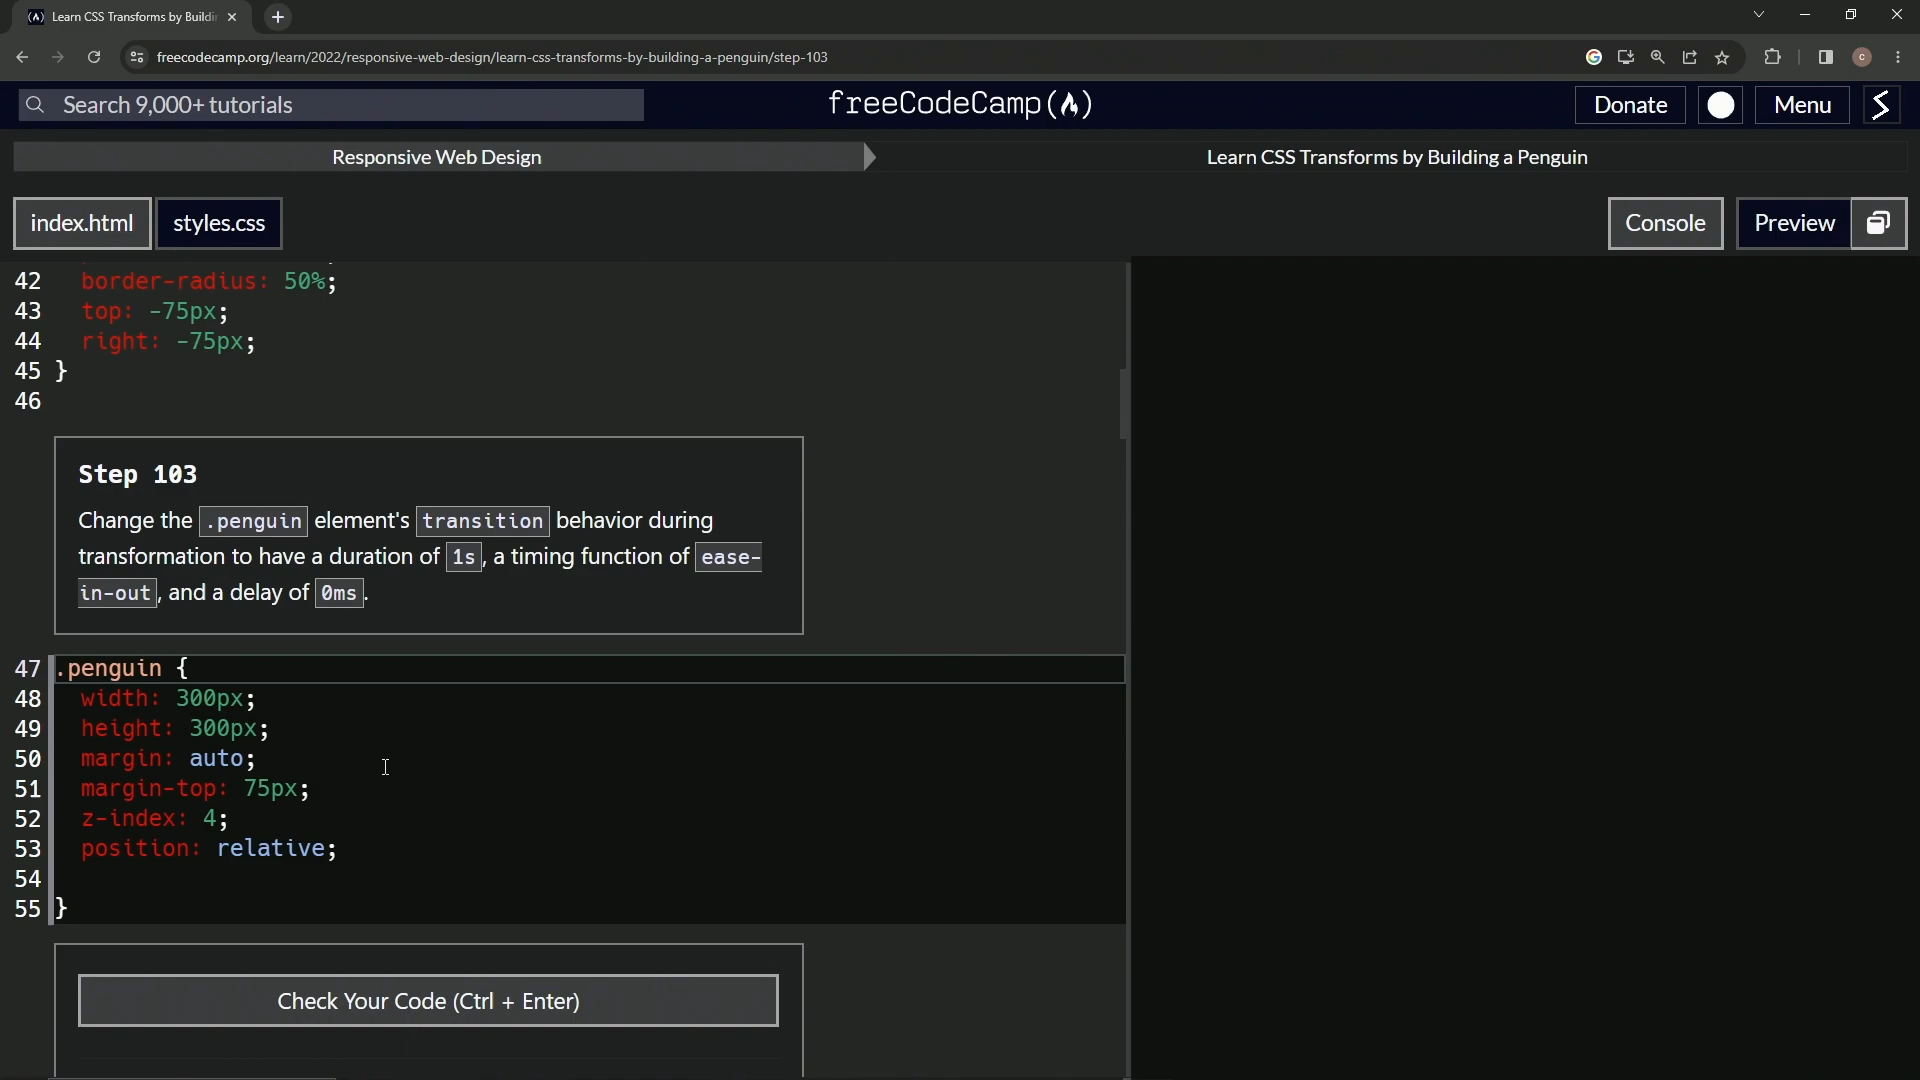 Learn CSS Transforms by Buildi
freecodecamp.org/learn/2022/responsive-web-design/learn-css-transforms-by-building-a-penguin/step-103
C
Search 9,000+ tutorials
freeCodeCamp
Donate
Menu
Responsive Web Design
Learn CSS Transforms by Building a Penguin
index.html
styles.css
Console
Preview
42 border-radius: 50%;
43 top: -75px;
44 right: -75px;
45 }
46
Step 103
Change the .penguin element's transition behavior during
transformation to have a duration of 1s, a timing function of ease-
in-out, and a delay of 0ms.
47 .penguin {
48 width: 300px;
49 height: 300px;
50 margin: auto;
51 margin-top: 75px;
52 z-index: 4;
53 position: relative;
54
55 }
Check Your Code (Ctrl + Enter)